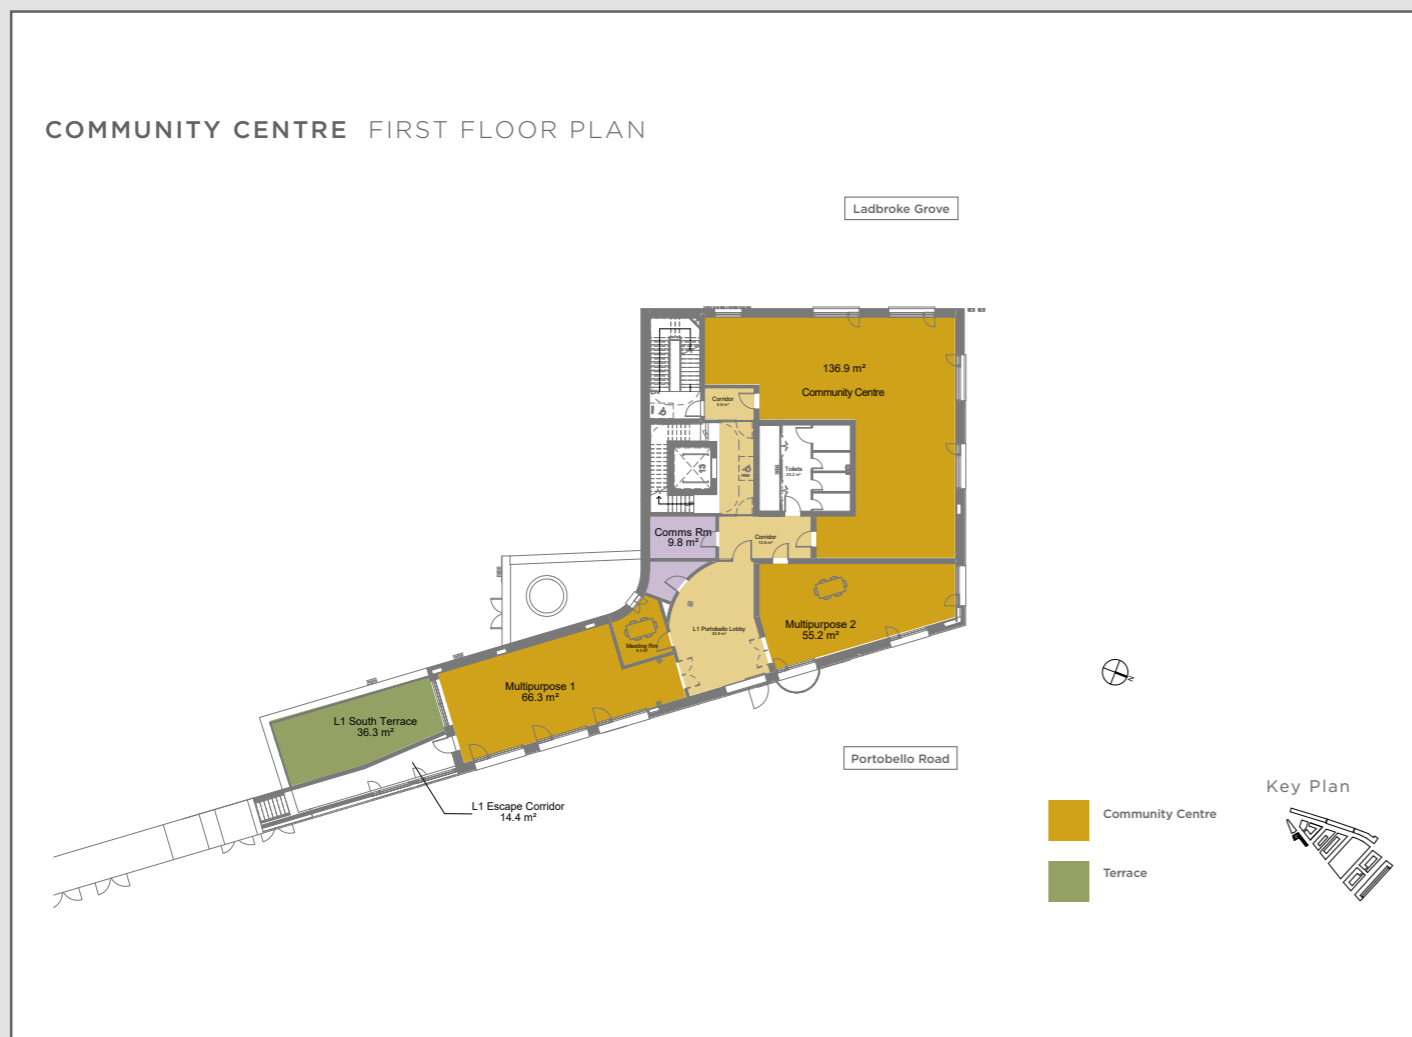 COMMUNITY CENTRE FIRST FLOOR PLAN
Ladbroke Grove
136.9 m²
Community Centre
Corridor
Toilets
13
Comms Rm
9.8 m²
Corridor
L1 Portobello Lobby
Multipurpose 2
55.2 m²
Meeting Rm
Multipurpose 1
66.3 m²
L1 South Terrace
36.3 m²
N
Portobello Road
L1 Escape Corridor
14.4 m²
Key Plan
Community Centre
Terrace